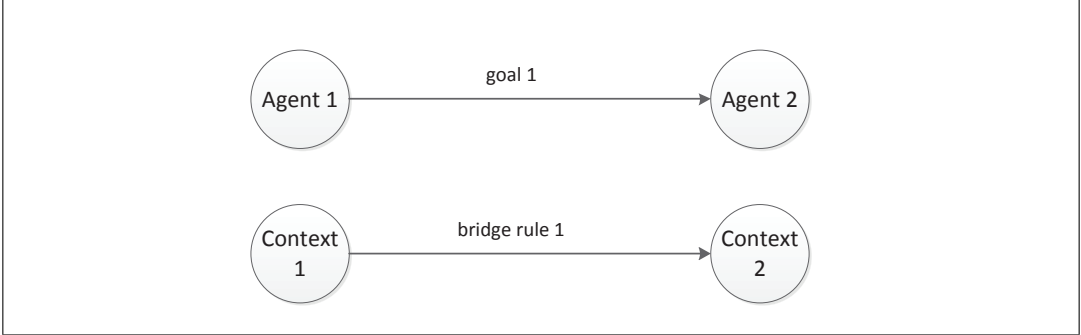 goal 1
Agent 1
Agent 2
bridge rule 1
Context
1
Context
2